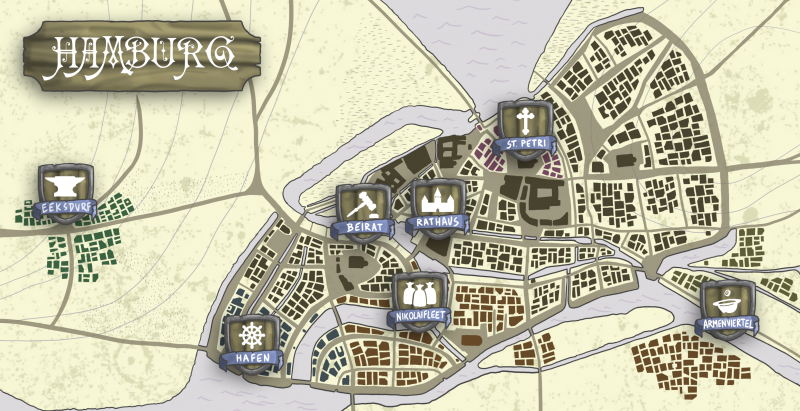 HAMBURG
ST. PETRI
EEKSDURF
BEIRAT
RATHAUS
NIKOLAIFLEET
ARMENVIERTEL
HAFEN